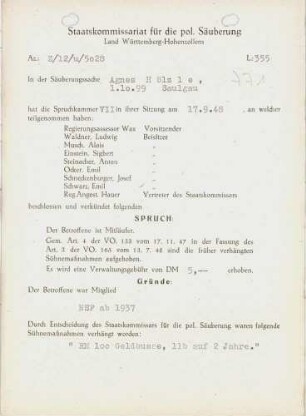 Staatskommissariat für die pol. Säuberung
Land Württemberg-Hohenzollern
Az: Z/12/u/5e28 L:355
In der Säuberungssache Agnes Hölzle,
1.10.99 Saulgau
771
hat die Spruchkammer VII in ihrer Sitzung am 17.9.48 an welcher
teilgenommen haben:
Regierungsassessor Wax Vorsitzender
Waldner, Ludwig Beisitzer
Musch, Alois "
Einstein, Sigbert "
Steinacher, Anton "
Osker, Emil "
Schneckenburger, Josef "
Schwarz, Emil "
Reg.Angest. Hauer Vertreter des Staatskommissars
beschlossen und verkündet folgenden
SPRUCH:
Der Betroffene ist Mitläufer.
Gem. Art. 4 der VO. 133 vom 17. 11. 47 in der Fassung des
Art. 3 der VO. 165 vom 13. 7. 48 sind die früher verhängten
Sühnemaßnahmen aufgehoben.
Es wird eine Verwaltungsgebühr von DM 5,-- erhoben.
Gründe:
Der Betroffene war Mitglied
NSF ab 1937
Durch Entscheidung des Staatskommissars für die pol. Säuberung waren folgende
Sühnemaßnahmen verhängt worden:
" RM 100 Geldbusse, 11b auf 2 Jahre."